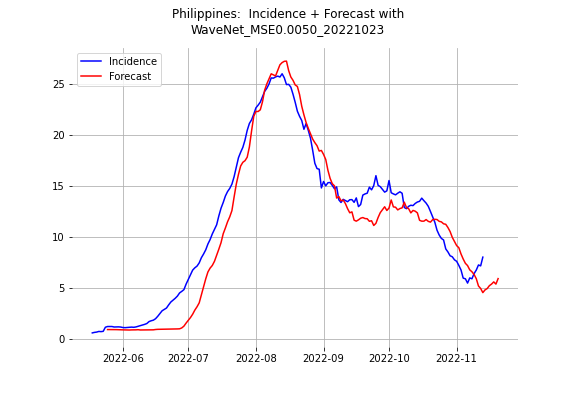 Philippines: Incidence + Forecast with
WaveNet_MSE0.0050_20221023
Incidence
Forecast
25
20
15
10
5
0
2022-06 2022-07 2022-08 2022-09 2022-10 2022-11